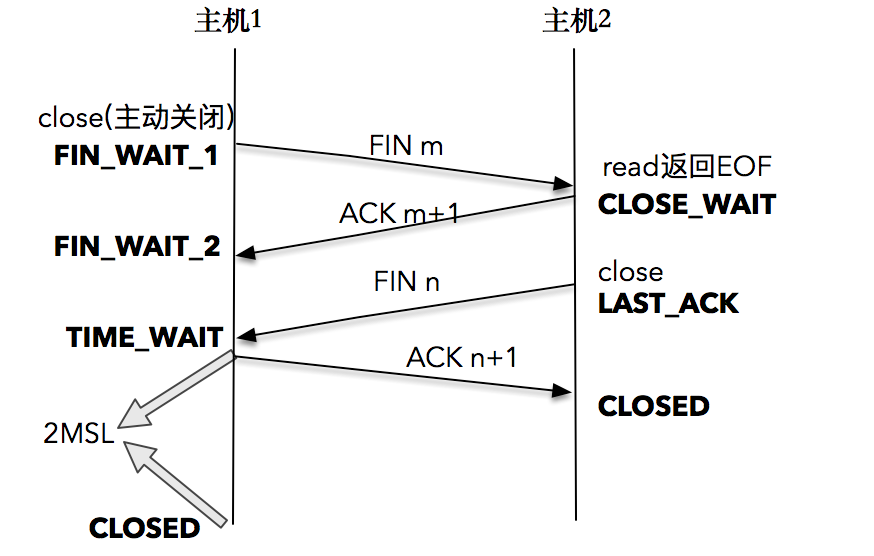 主机1
主机2
close(主动关闭)
FIN_WAIT_1
FIN m
read返回EOF
CLOSE_WAIT
ACK m+1
FIN_WAIT_2
close
FIN n
LAST_ACK
TIME_WAIT
ACK n+1
CLOSED
2MSL
CLOSED